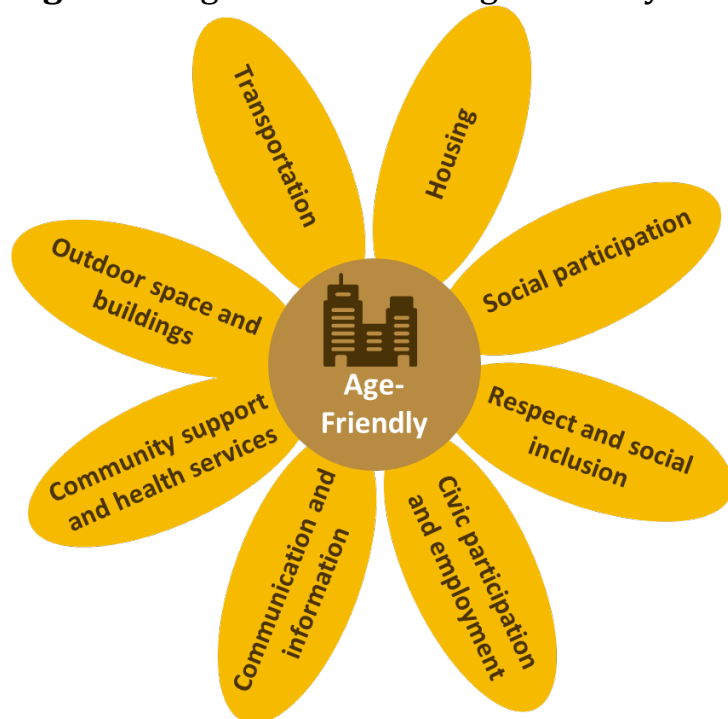 Transportation
Housing
Social participation
Respect and social
inclusion
Civic participation
and employment
Communication and
information
Community support
and health services
Outdoor space and
buildings
Age-
Friendly